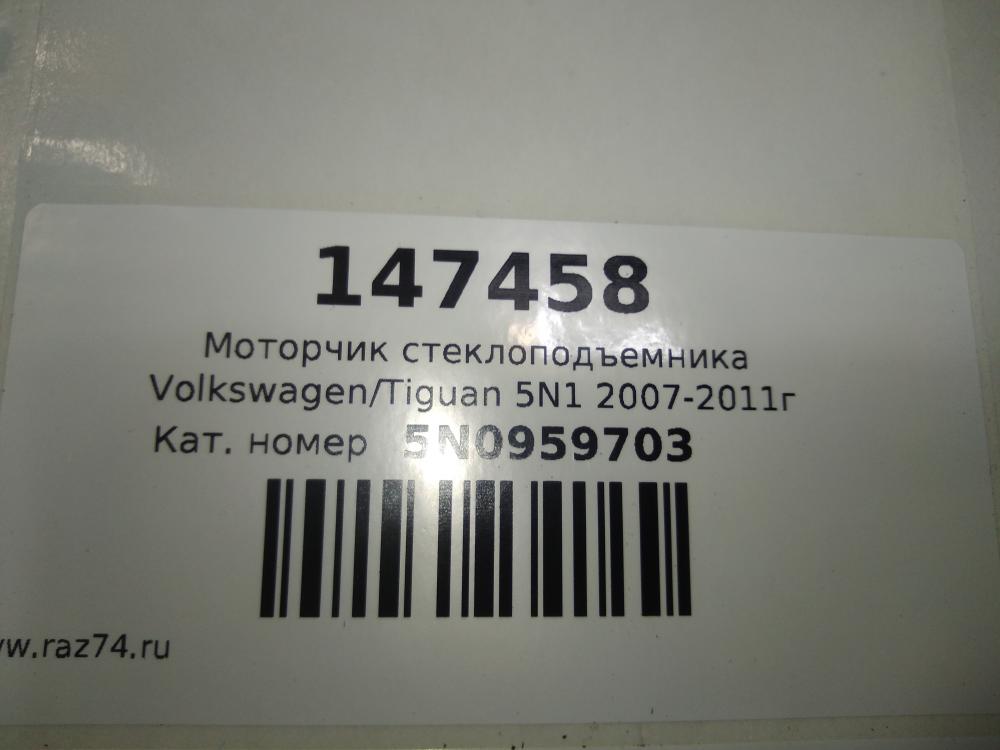 147458
Моторчик стеклоподъемника
Volkswagen/Tiguan 5N1 2007-2011г
Кат. номер 5N0959703
w.raz74.ru